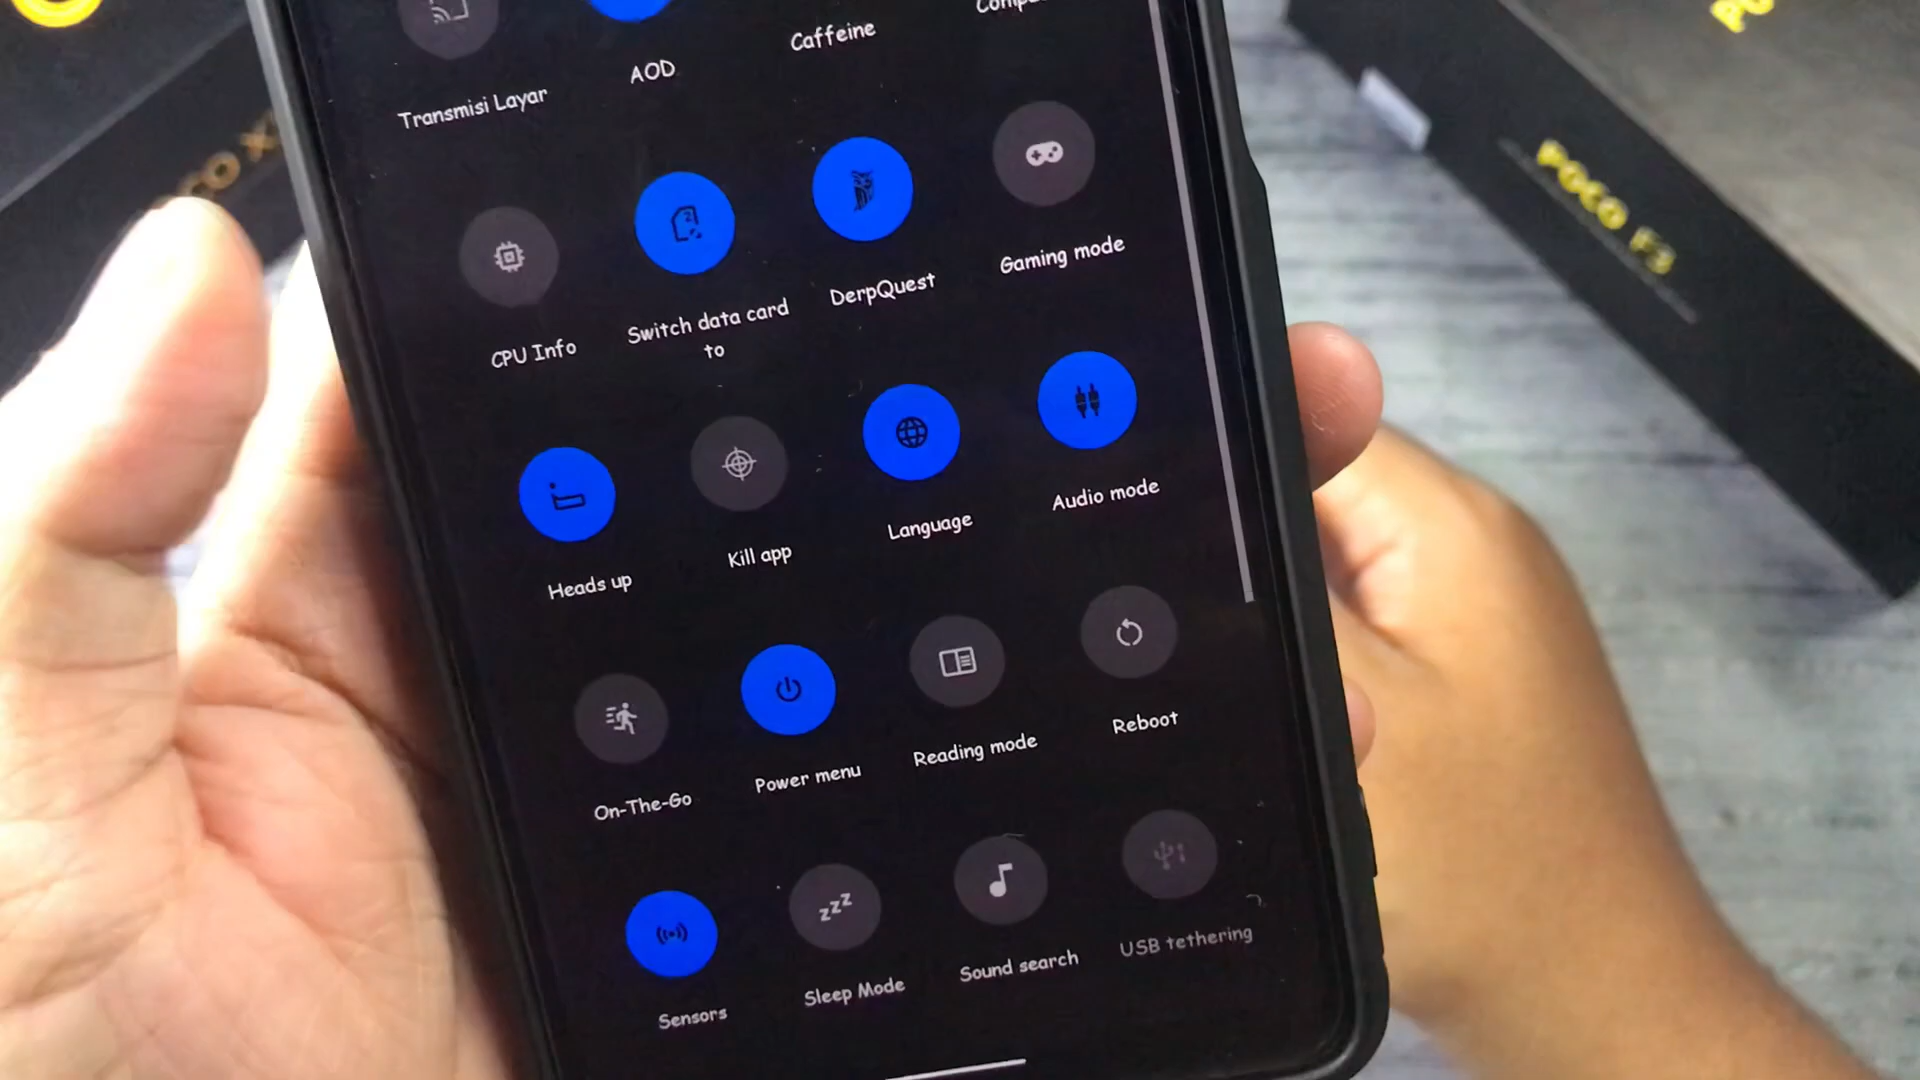 Transmisi Layar
AOD
Caffeine
CPU Info
Switch data card
to
DerpQuest
Gaming mode
Heads up
Kill app
Language
Audio mode
On-The-Go
Power menu
Reading mode
Reboot
Sensors
Sleep Mode
Sound search
USB tethering
POCO F3